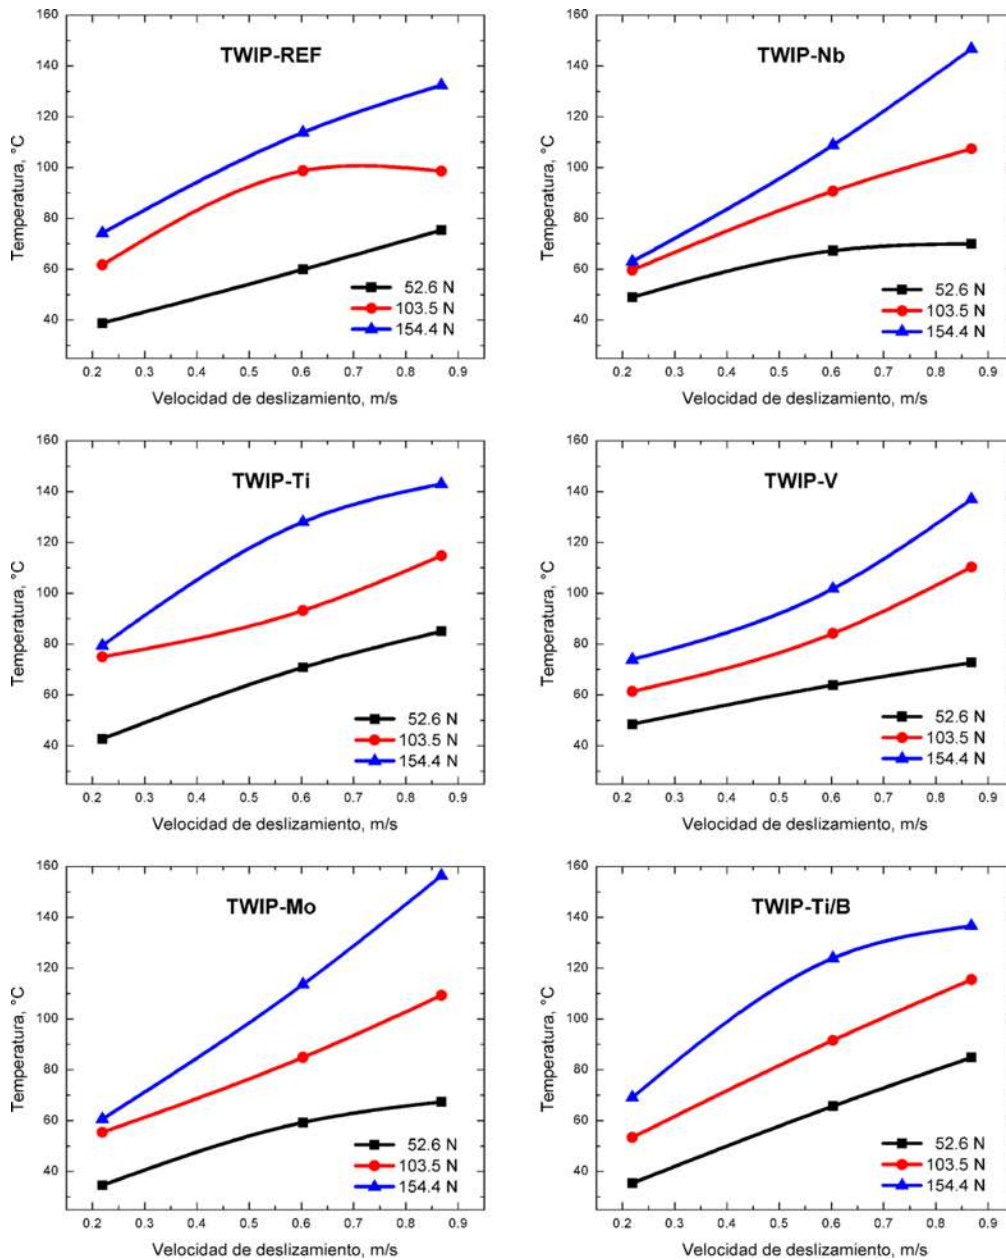 TWIP-REF
160
140
120
100
80
60
40
Temperatura, °C
52.6 N
103.5 N
154.4 N
0.2 0.3 0.4 0.5 0.6 0.7 0.8 0.9
Velocidad de deslizamiento, m/s
TWIP-Nb
160
140
120
100
80
60
40
Temperatura, °C
52.6 N
103.5 N
154.4 N
0.2 0.3 0.4 0.5 0.6 0.7 0.8 0.9
Velocidad de deslizamiento, m/s
TWIP-Ti
160
140
120
100
80
60
40
Temperatura, °C
52.6 N
103.5 N
154.4 N
0.2 0.3 0.4 0.5 0.6 0.7 0.8 0.9
Velocidad de deslizamiento, m/s
TWIP-V
160
140
120
100
80
60
40
Temperatura, °C
52.6 N
103.5 N
154.4 N
0.2 0.3 0.4 0.5 0.6 0.7 0.8 0.9
Velocidad de deslizamiento, m/s
TWIP-Mo
160
140
120
100
80
60
40
Temperatura, °C
52.6 N
103.5 N
154.4 N
0.2 0.3 0.4 0.5 0.6 0.7 0.8 0.9
Velocidad de deslizamiento, m/s
TWIP-Ti/B
160
140
120
100
80
60
40
Temperatura, °C
52.6 N
103.5 N
154.4 N
0.2 0.3 0.4 0.5 0.6 0.7 0.8 0.9
Velocidad de deslizamiento, m/s